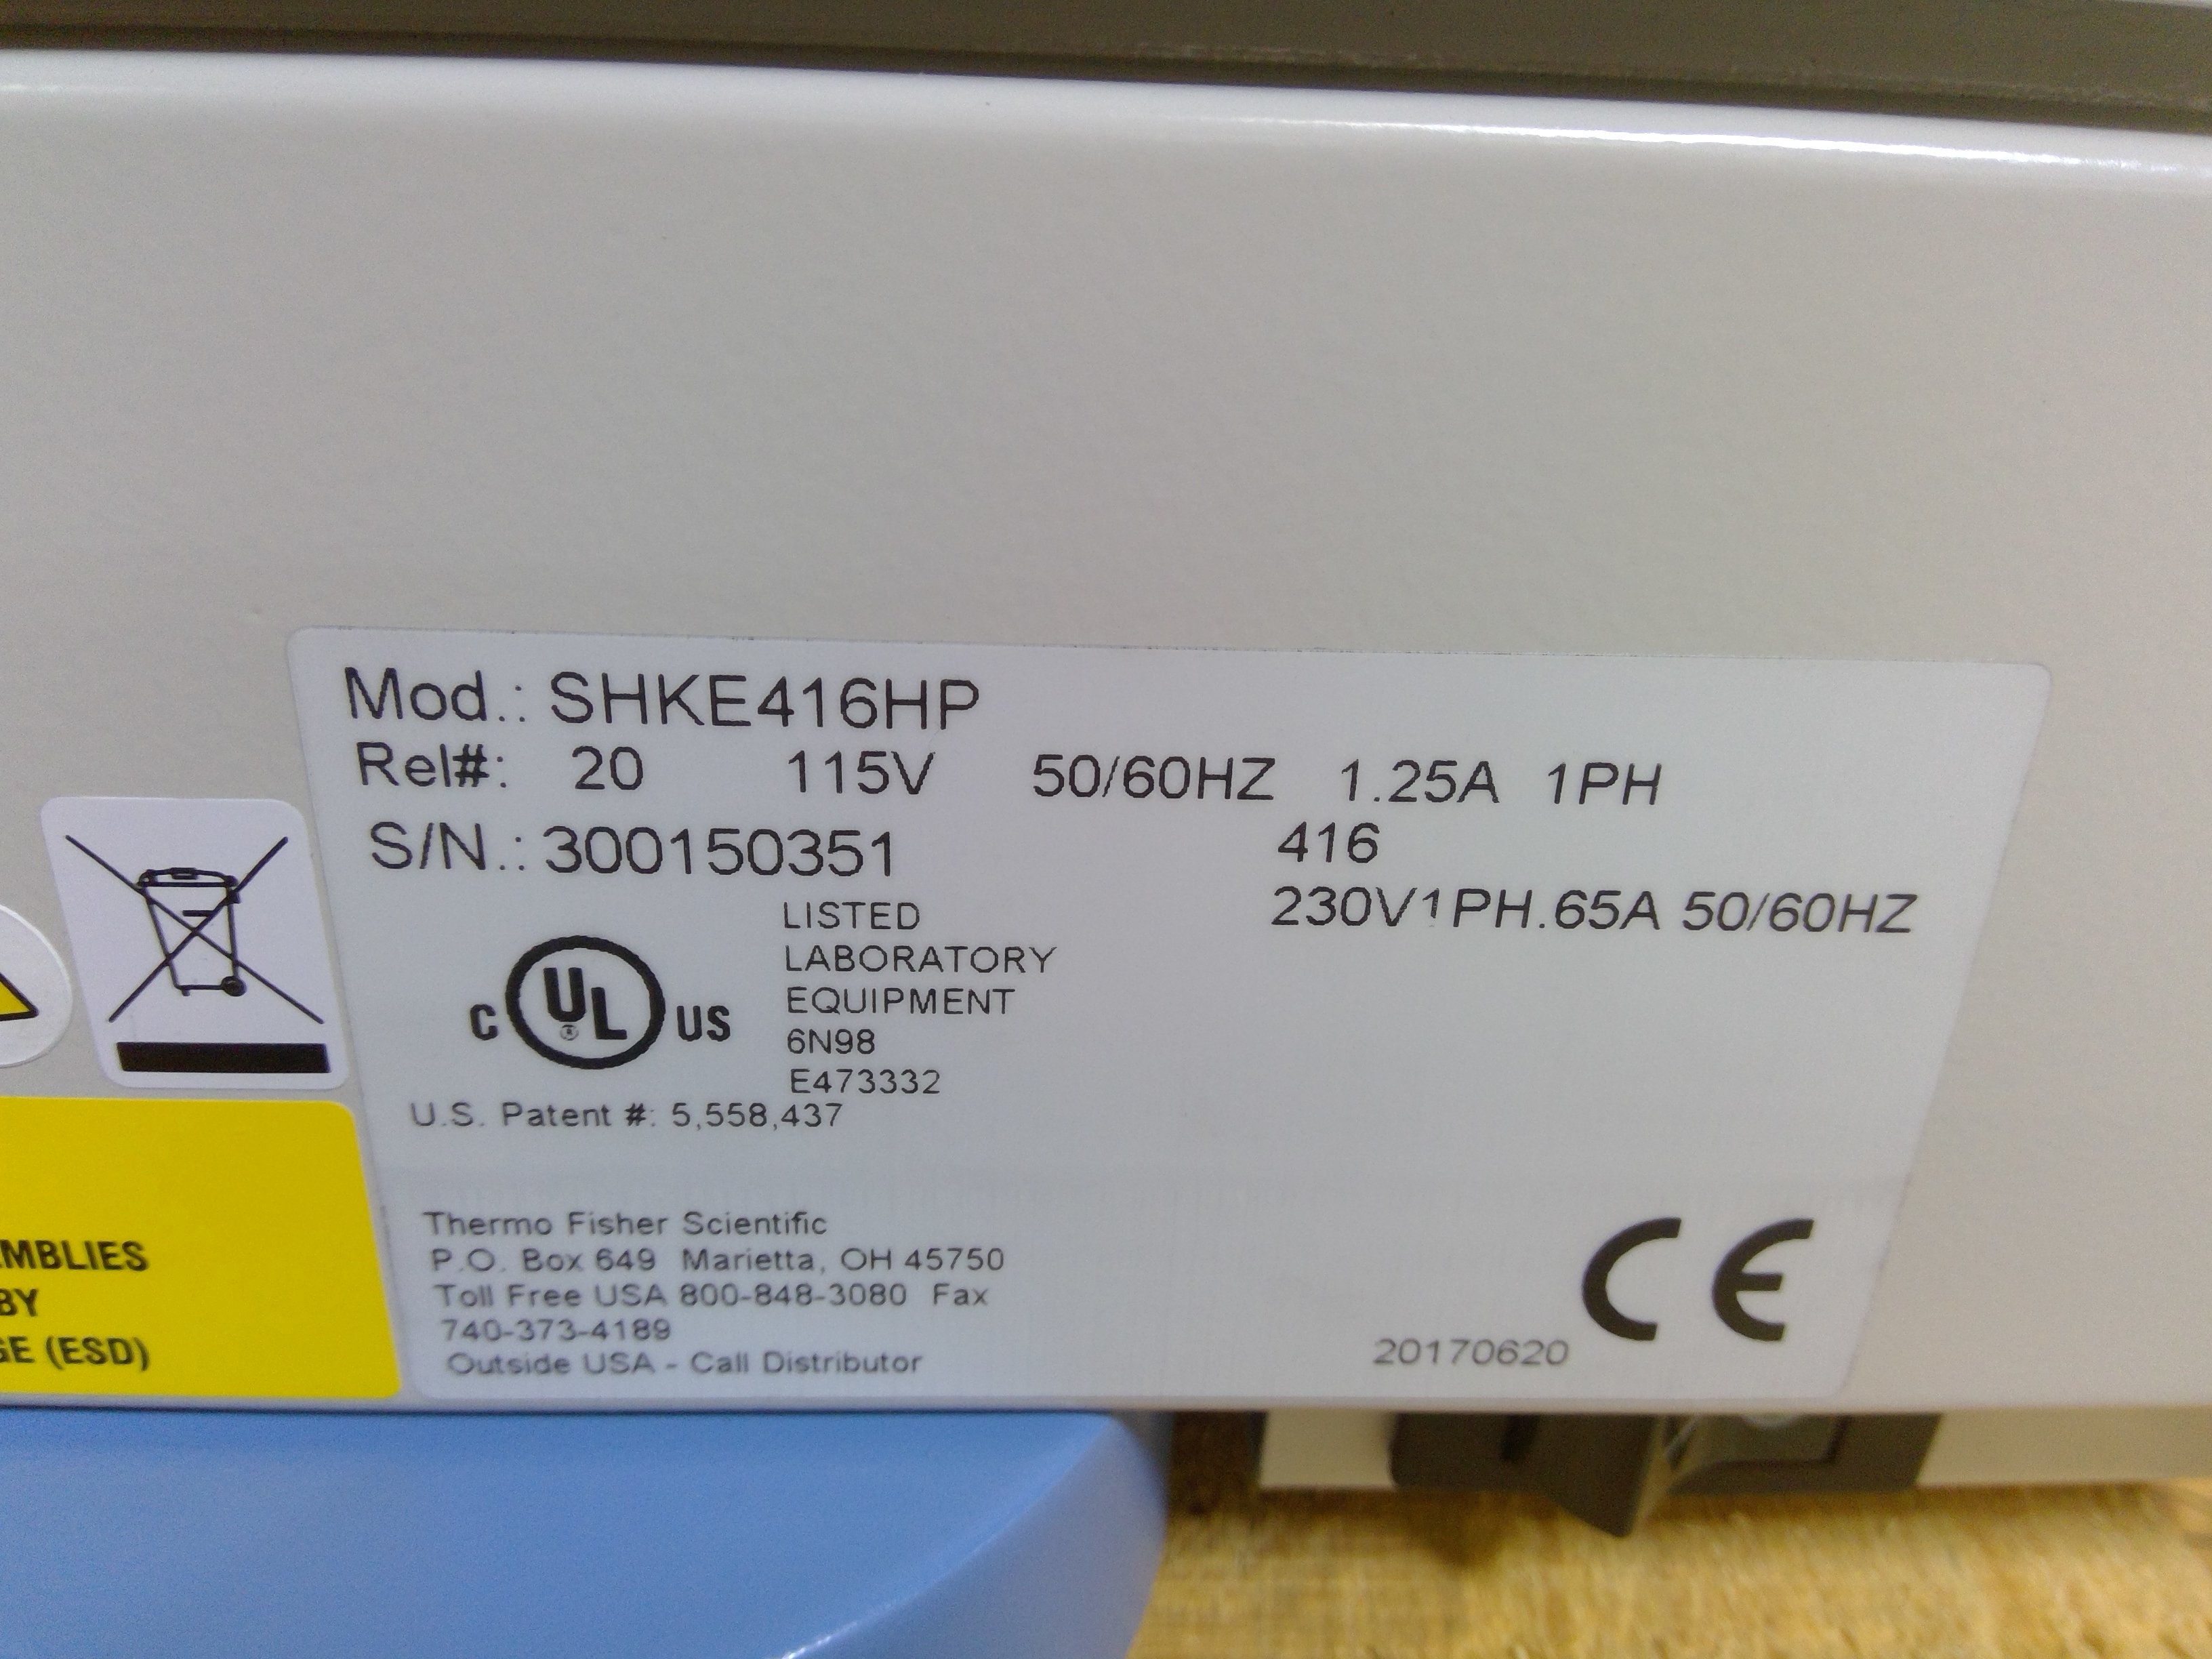 Mod.: SHKE416HP
Rel#: 20 115V 50/60HZ 1.25A 1PH
S/N.: 300150351 416
230V1PH.65A 50/60HZ
C UL® US
LISTED
LABORATORY
EQUIPMENT
6N98
E473332
U.S. Patent #: 5,558,437
Thermo Fisher Scientific
P.O. Box 649 Marietta, OH 45750
Toll Free USA 800-848-3080 Fax
740-373-4189
Outside USA - Call Distributor
20170620 CE
EMBLIES
BY
GE (ESD)